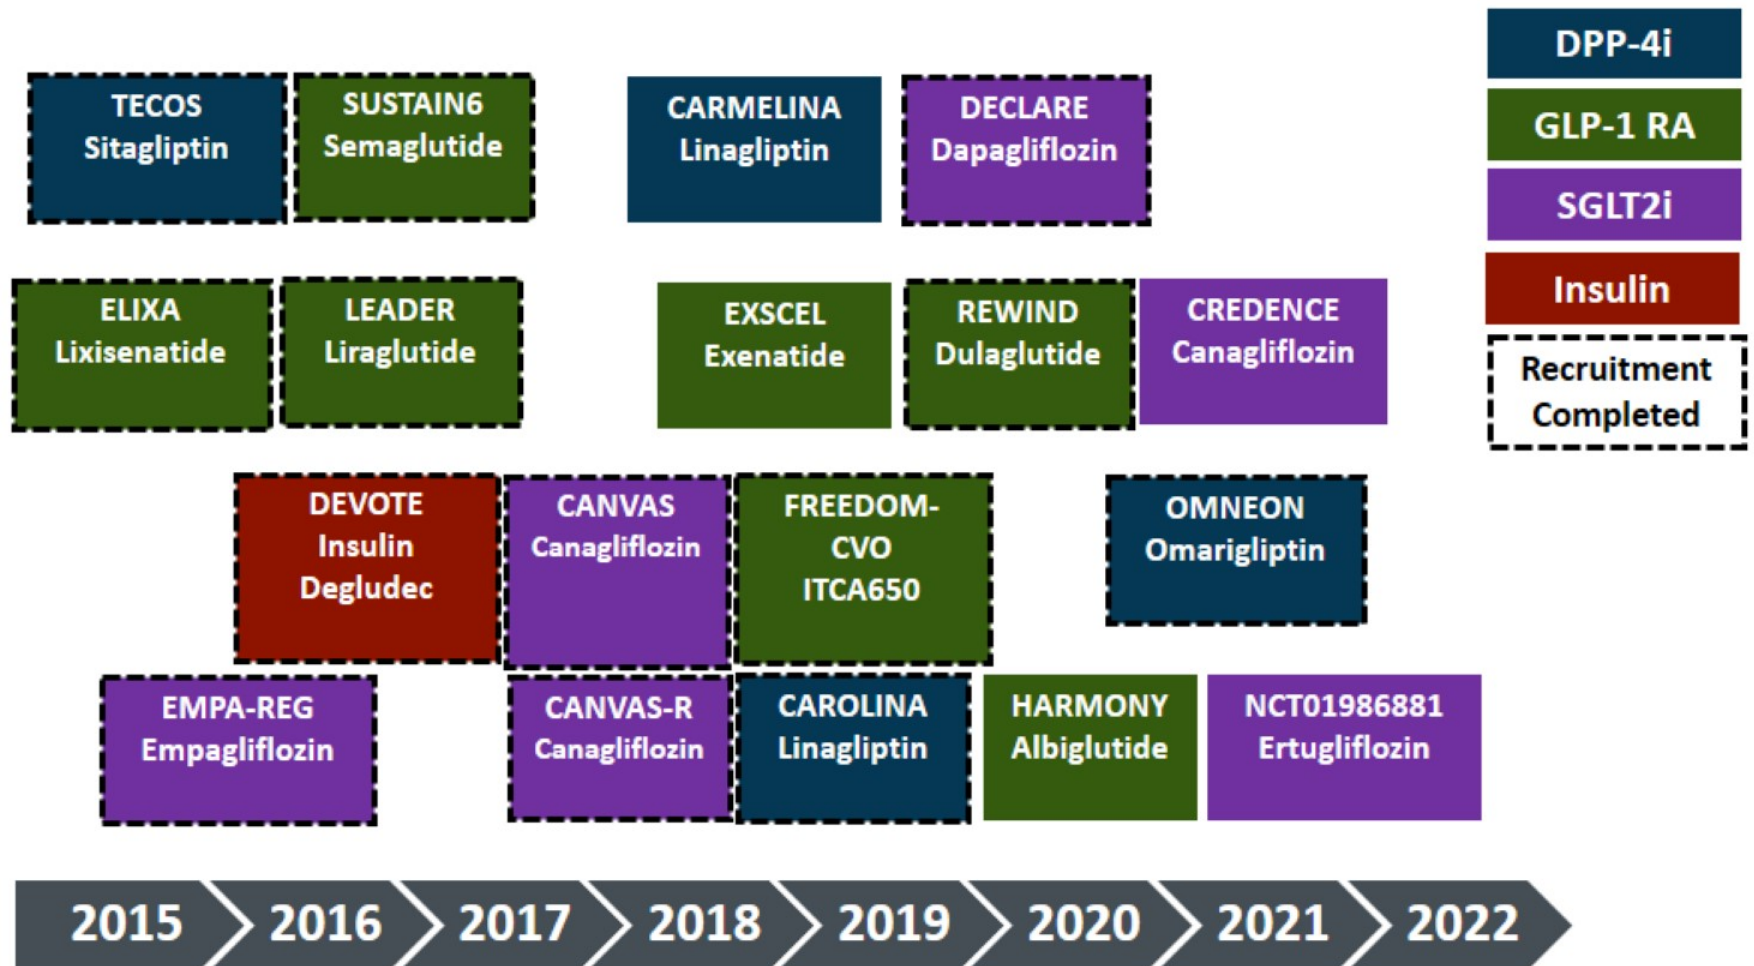 TECOS
Sitagliptin
SUSTAIN6
Semaglutide
CARMELINA
Linagliptin
DECLARE
Dapagliflozin
DPP-4i
GLP-1 RA
SGLT2i
Insulin
Recruitment
Completed
ELIXA
Lixisenatide
LEADER
Liraglutide
EXSCEL
Exenatide
REWIND
Dulaglutide
CREDENCE
Canagliflozin
DEVOTE
Insulin
Degludec
CANVAS
Canagliflozin
FREEDOM-
CVO
ITCA650
OMNEON
Omarigliptin
EMPA-REG
Empagliflozin
CANVAS-R
Canagliflozin
CAROLINA
Linagliptin
HARMONY
Albiglutide
NCT01986881
Ertugliflozin
2015
2016
2017
2018
2019
2020
2021
2022